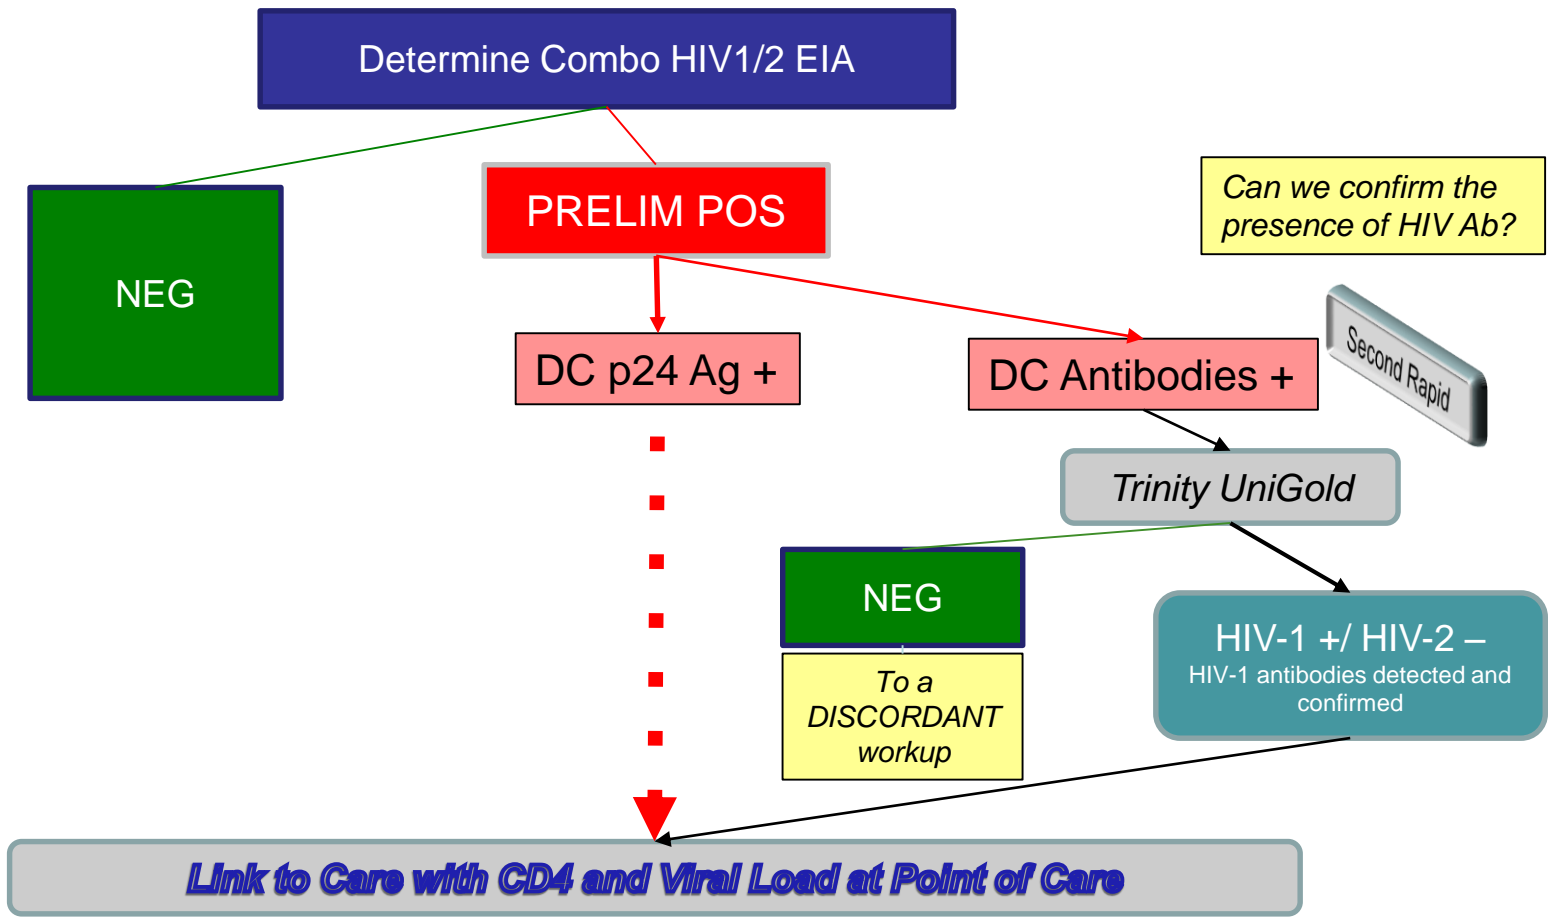 Determine Combo HIV1/2 EIA
PRELIM POS
NEG
Can we confirm the
presence of HIV Ab?
DC p24 Ag +
DC Antibodies +
Second Rapid
Trinity UniGold
NEG
To a
DISCORDANT
workup
HIV-1 +/ HIV-2 –
HIV-1 antibodies detected and
confirmed
Link to Care with CD4 and Viral Load at Point of Care